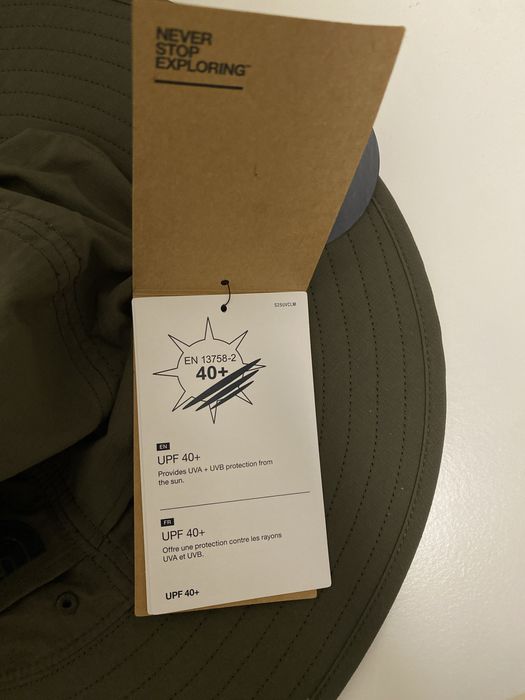 NEVER
STOP
EXPLORING™
S25UVCLM
EN 13758-2
40+
EN
UPF 40+
Provides UVA + UVB protection from
the sun.
FR
UPF 40+
Offre une protection contre les rayons
UVA et UVB.
UPF 40+